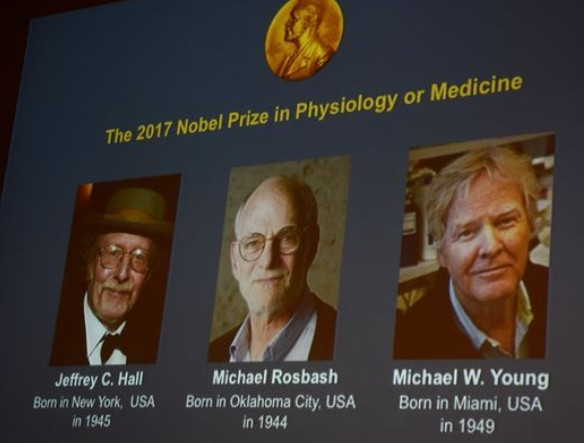 The 2017 Nobel Prize in Physiology or Medicine
Jeffrey C. Hall
Born in New York, USA
in 1945
Michael Rosbash
Born in Oklahoma City, USA
in 1944
Michael W. Young
Born in Miami, USA
in 1949